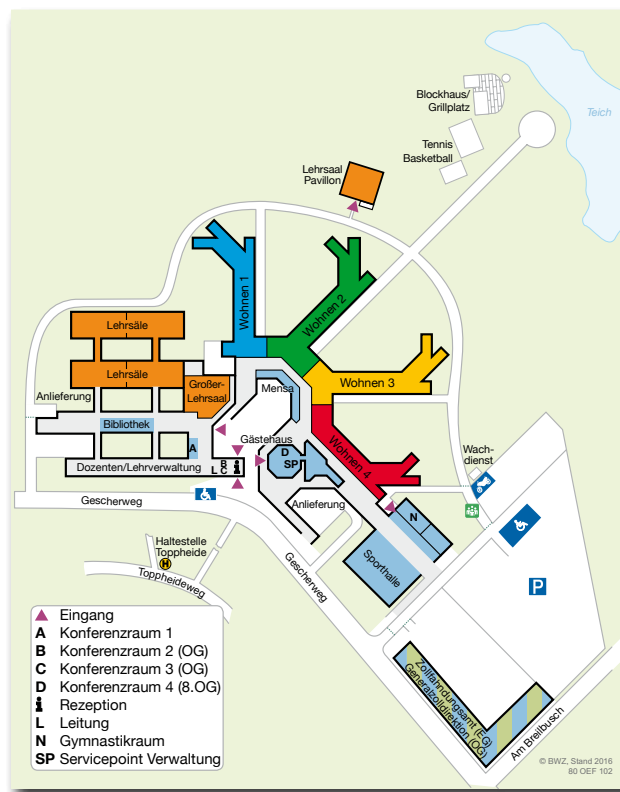 Blockhaus/
Grillplatz
Teich
Tennis
Basketball
Lehrsaal
Pavillon
Wohnen 1
Wohnen 2
Lehrsäle
Lehrsäle
Großer-
Lehrsaal
Mensa
Wohnen 3
Anlieferung
Bibliothek
A
Gästehaus
D
SP
Wohnen 4
Wach-
dienst
Dozenten/Lehrverwaltung
L
B
C
Gescherweg
Anlieferung
N
Haltestelle
Toppheide
H
Toppheideweg
Gescherweg
Sporthalle
P
Zollfahndungsamt (EG)
Generalzolldirektion (OG)
Am Breilbusch
Eingang
A Konferenzraum 1
B Konferenzraum 2 (OG)
C Konferenzraum 3 (OG)
D Konferenzraum 4 (8.OG)
Rezeption
L Leitung
N Gymnastikraum
SP Servicepoint Verwaltung
© BWZ, Stand 2016
80 OEF 102